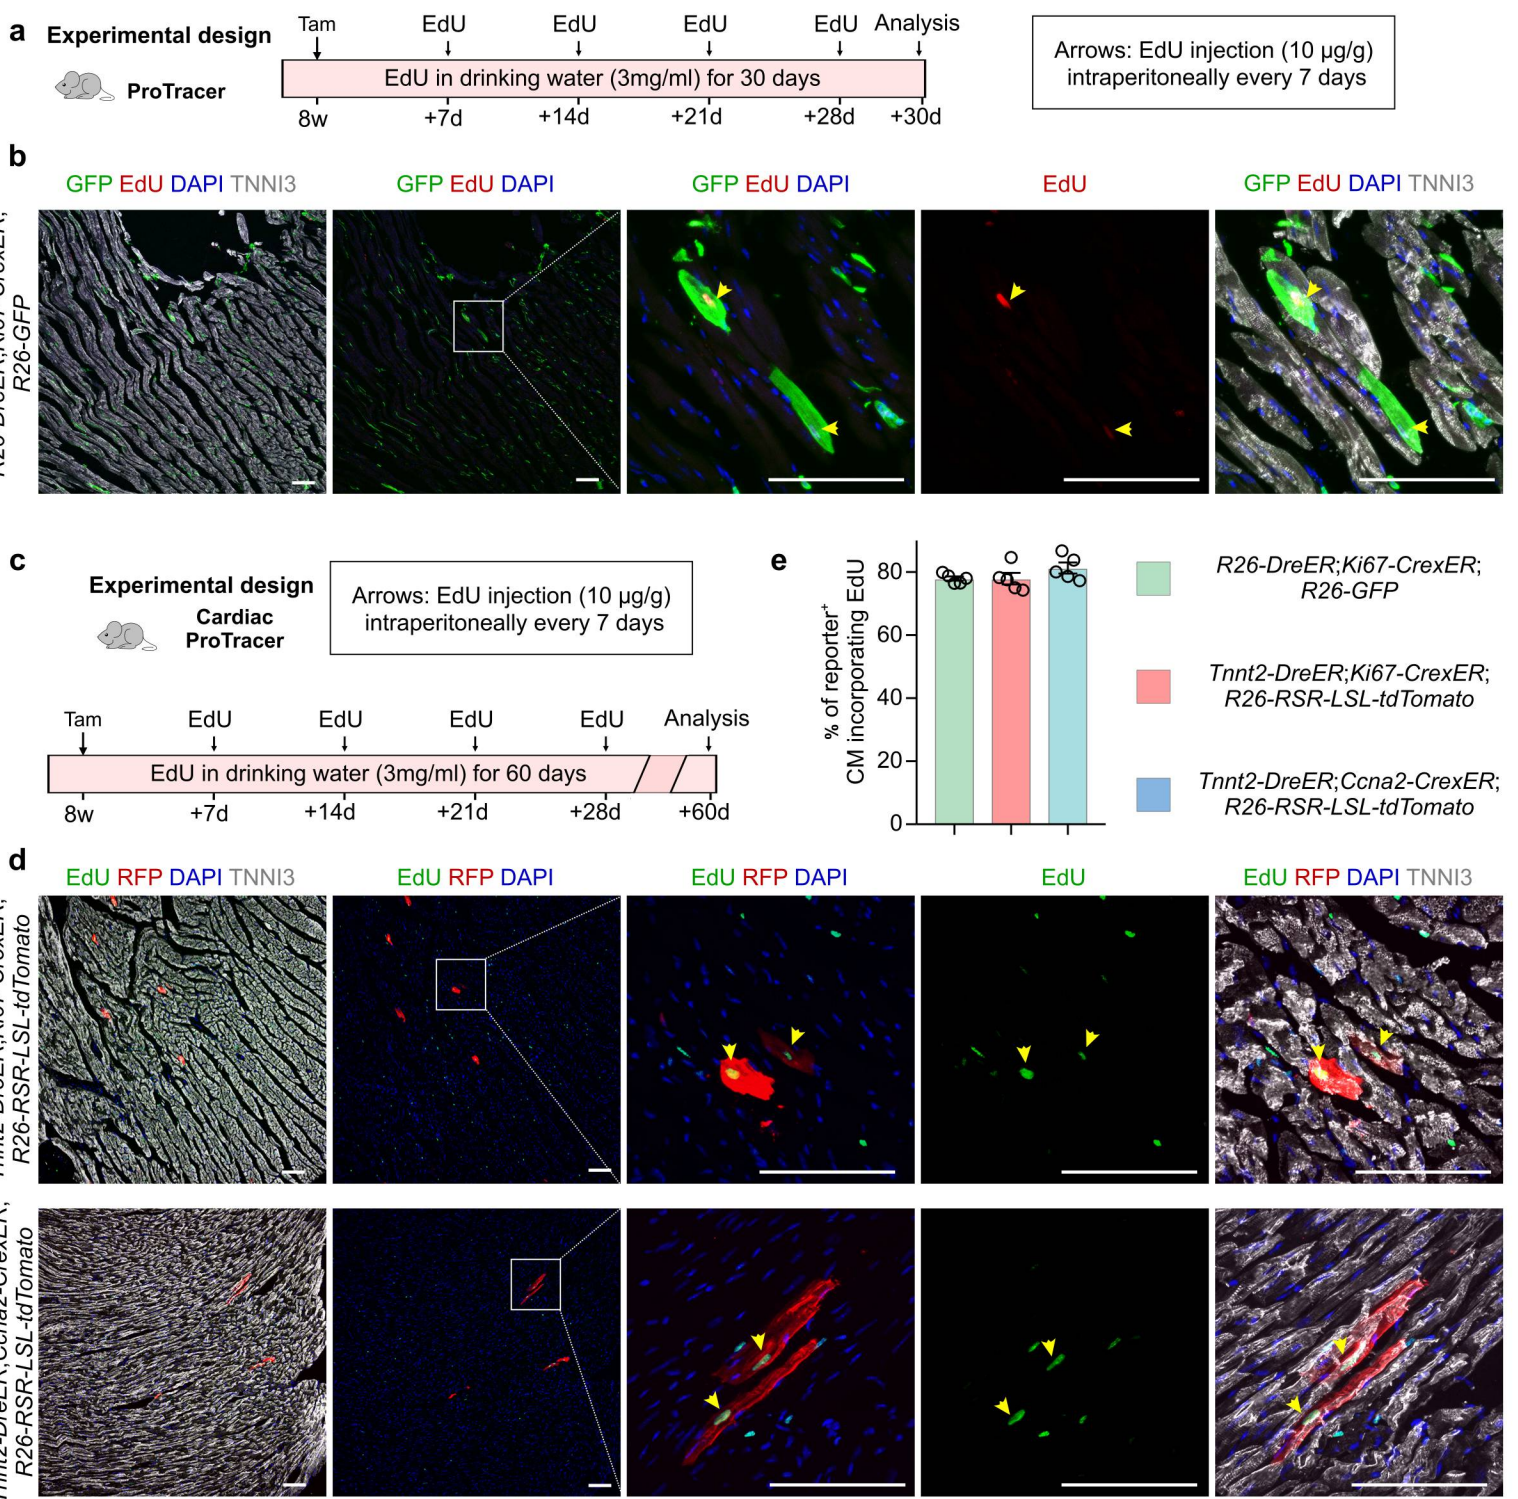 a
Experimental design
ProTracer
Tam EdU EdU EdU EdU Analysis
EdU in drinking water (3mg/ml) for 30 days
8w +7d +14d +21d +28d +30d
Arrows: EdU injection (10 µg/g)
intraperitoneally every 7 days
b
GFP EdU DAPI TNNI3
GFP EdU DAPI
GFP EdU DAPI
EdU
GFP EdU DAPI TNNI3
R26-GFP
c
Experimental design
Cardiac
ProTracer
Arrows: EdU injection (10 µg/g)
intraperitoneally every 7 days
Tam EdU EdU EdU EdU Analysis
EdU in drinking water (3mg/ml) for 60 days
8w +7d +14d +21d +28d +60d
e
% of reporter+
CM incorporating EdU
80
60
40
20
0
R26-DreER;Ki67-CrexER;
R26-GFP
Tnnt2-DreER;Ki67-CrexER;
R26-RSR-LSL-tdTomato
Tnnt2-DreER;Ccna2-CrexER;
R26-RSR-LSL-tdTomato
d
EdU RFP DAPI TNNI3
EdU RFP DAPI
EdU RFP DAPI
EdU
EdU RFP DAPI TNNI3
R26-RSR-LSL-tdTomato
Tnnt2-DreER;Ccna2-CrexER;
R26-RSR-LSL-tdTomato